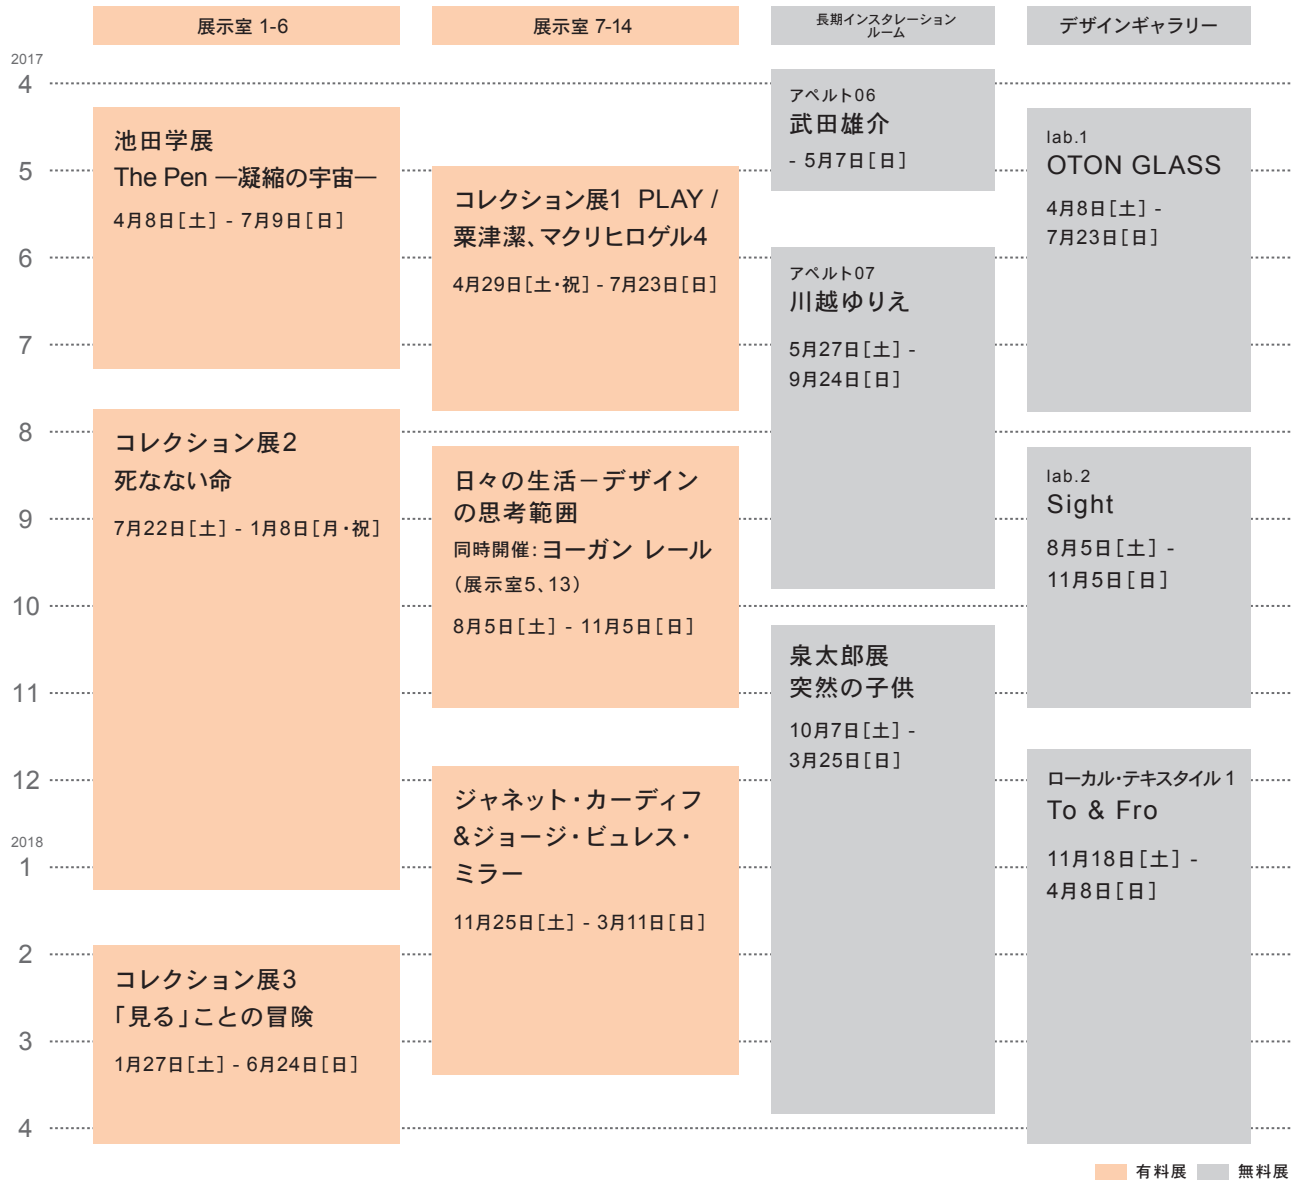 展示室 1-6
展示室 7-14
長期インスタレーション
ルーム
デザインギャラリー
2017
4
5
6
7
8
9
10
11
12
2018
1
2
3
4
池田学展
The Pen ―凝縮の宇宙―
4月8日[土] - 7月9日[日]
コレクション展2
死なない命
7月22日[土] - 1月8日[月・祝]
コレクション展3
「見る」ことの冒険
1月27日[土] - 6月24日[日]
コレクション展1 PLAY /
粟津潔、マクリヒロゲル4
4月29日[土・祝] - 7月23日[日]
日々の生活－デザイン
の思考範囲
同時開催：ヨーガン レール
（展示室5、13）
8月5日[土] - 11月5日[日]
ジャネット・カーディフ
&ジョージ・ビュレス・
ミラー
11月25日[土] - 3月11日[日]
アペルト06
武田雄介
- 5月7日[日]
アペルト07
川越ゆりえ
5月27日[土] -
9月24日[日]
泉太郎展
突然の子供
10月7日[土] -
3月25日[日]
lab.1
OTON GLASS
4月8日[土] -
7月23日[日]
lab.2
Sight
8月5日[土] -
11月5日[日]
ローカル・テキスタイル 1
To & Fro
11月18日[土] -
4月8日[日]
有料展
無料展